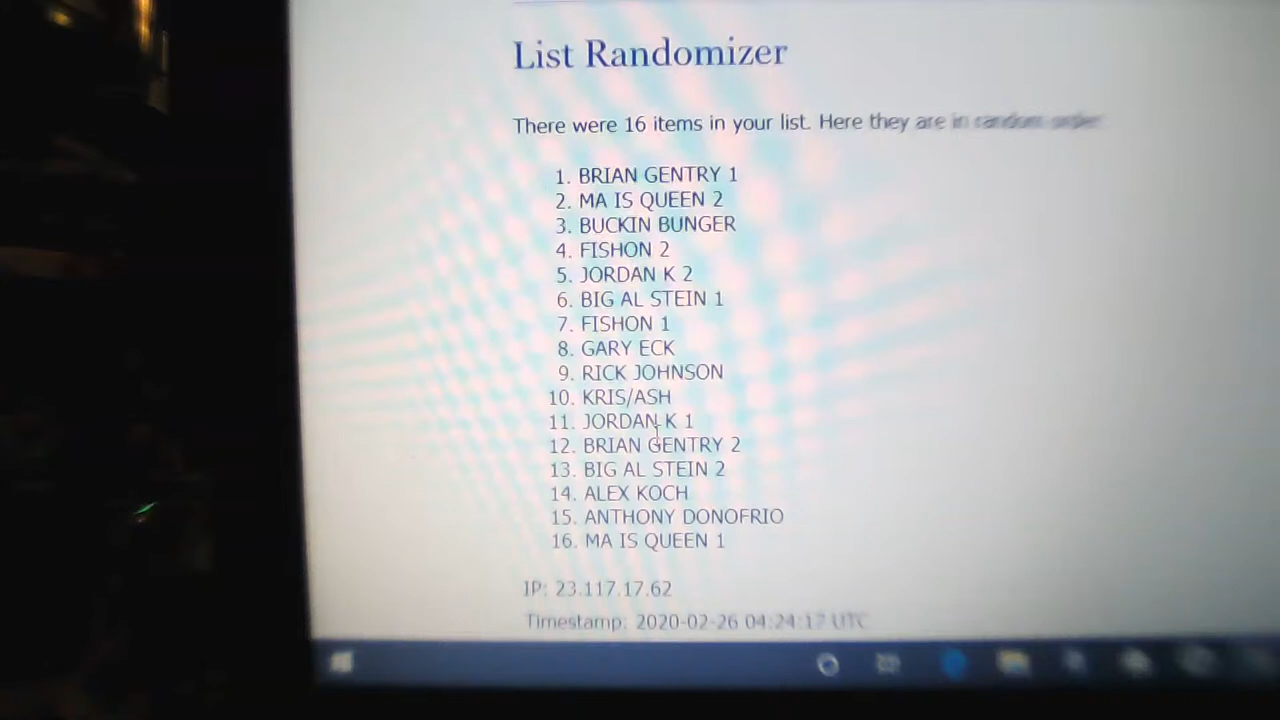 List Randomizer
There were 16 items in your list. Here they are in random order:
1. BRIAN GENTRY 1
2. MA IS QUEEN 2
3. BUCKIN BUNGER
4. FISHON 2
5. JORDAN K 2
6. BIG AL STEIN 1
7. FISHON 1
8. GARY ECK
9. RICK JOHNSON
10. KRIS/ASH
11. JORDAN K 1
12. BRIAN GENTRY 2
13. BIG AL STEIN 2
14. ALEX KOCH
15. ANTHONY DONOFRIO
16. MA IS QUEEN 1
IP: 23.117.17.62
Timestamp: 2020-02-26 04:24:17 UTC